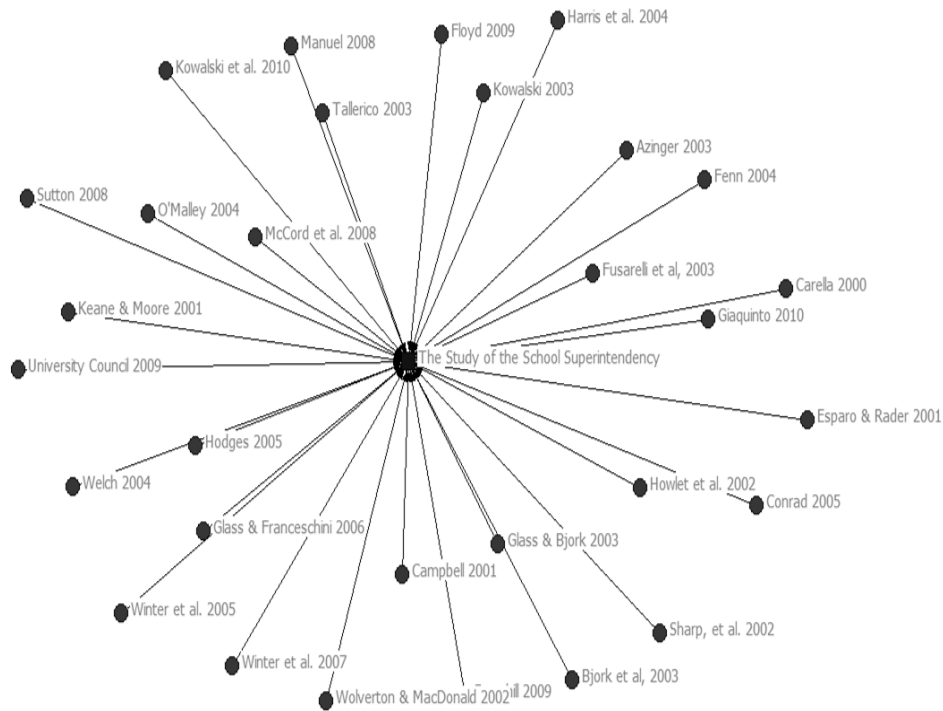 Harris et al. 2004
Floyd 2009
Manuel 2008
Kowalski et al. 2010
Kowalski 2003
Tallerico 2003
Azinger 2003
Fenn 2004
Sutton 2008
O'Malley 2004
McCord et al. 2008
Fusarelli et al, 2003
Carella 2000
Keane & Moore 2001
Giaquinto 2010
The Study of the School Superintendency
University Council 2009
Esparo & Rader 2001
Hodges 2005
Welch 2004
Howlet et al. 2002
Conrad 2005
Glass & Franceschini 2006
Glass & Bjork 2003
Campbell 2001
Winter et al. 2005
Sharp, et al. 2002
Winter et al. 2007
Bjork et al, 2003
Wolverton & MacDonald 2002
2009